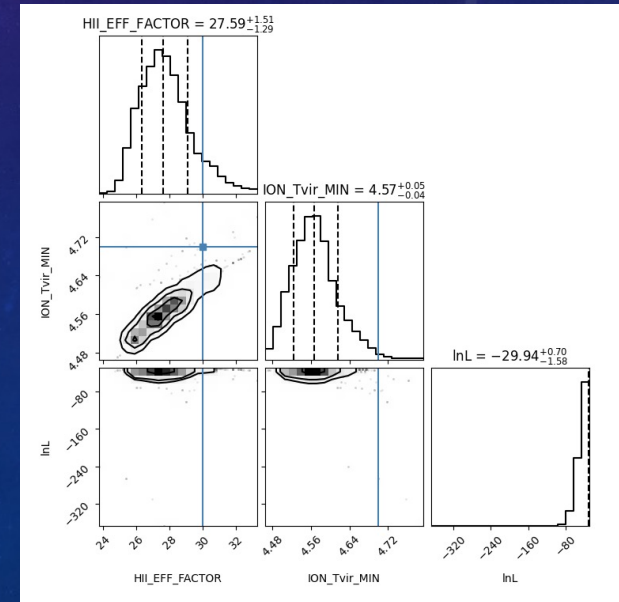 HII_EFF_FACTOR = 27.59+1.51−1.29
ION_Tvir_MIN = 4.57+0.05−0.04
ION_Tvir_MIN
4.72
4.64
4.56
4.48
lnL = −29.94+0.70−1.58
lnL
−80
−160
−240
−320
24 26 28 30 32
4.48 4.56 4.64 4.72
−320 −240 −160 −80
HII_EFF_FACTOR ION_Tvir_MIN lnL